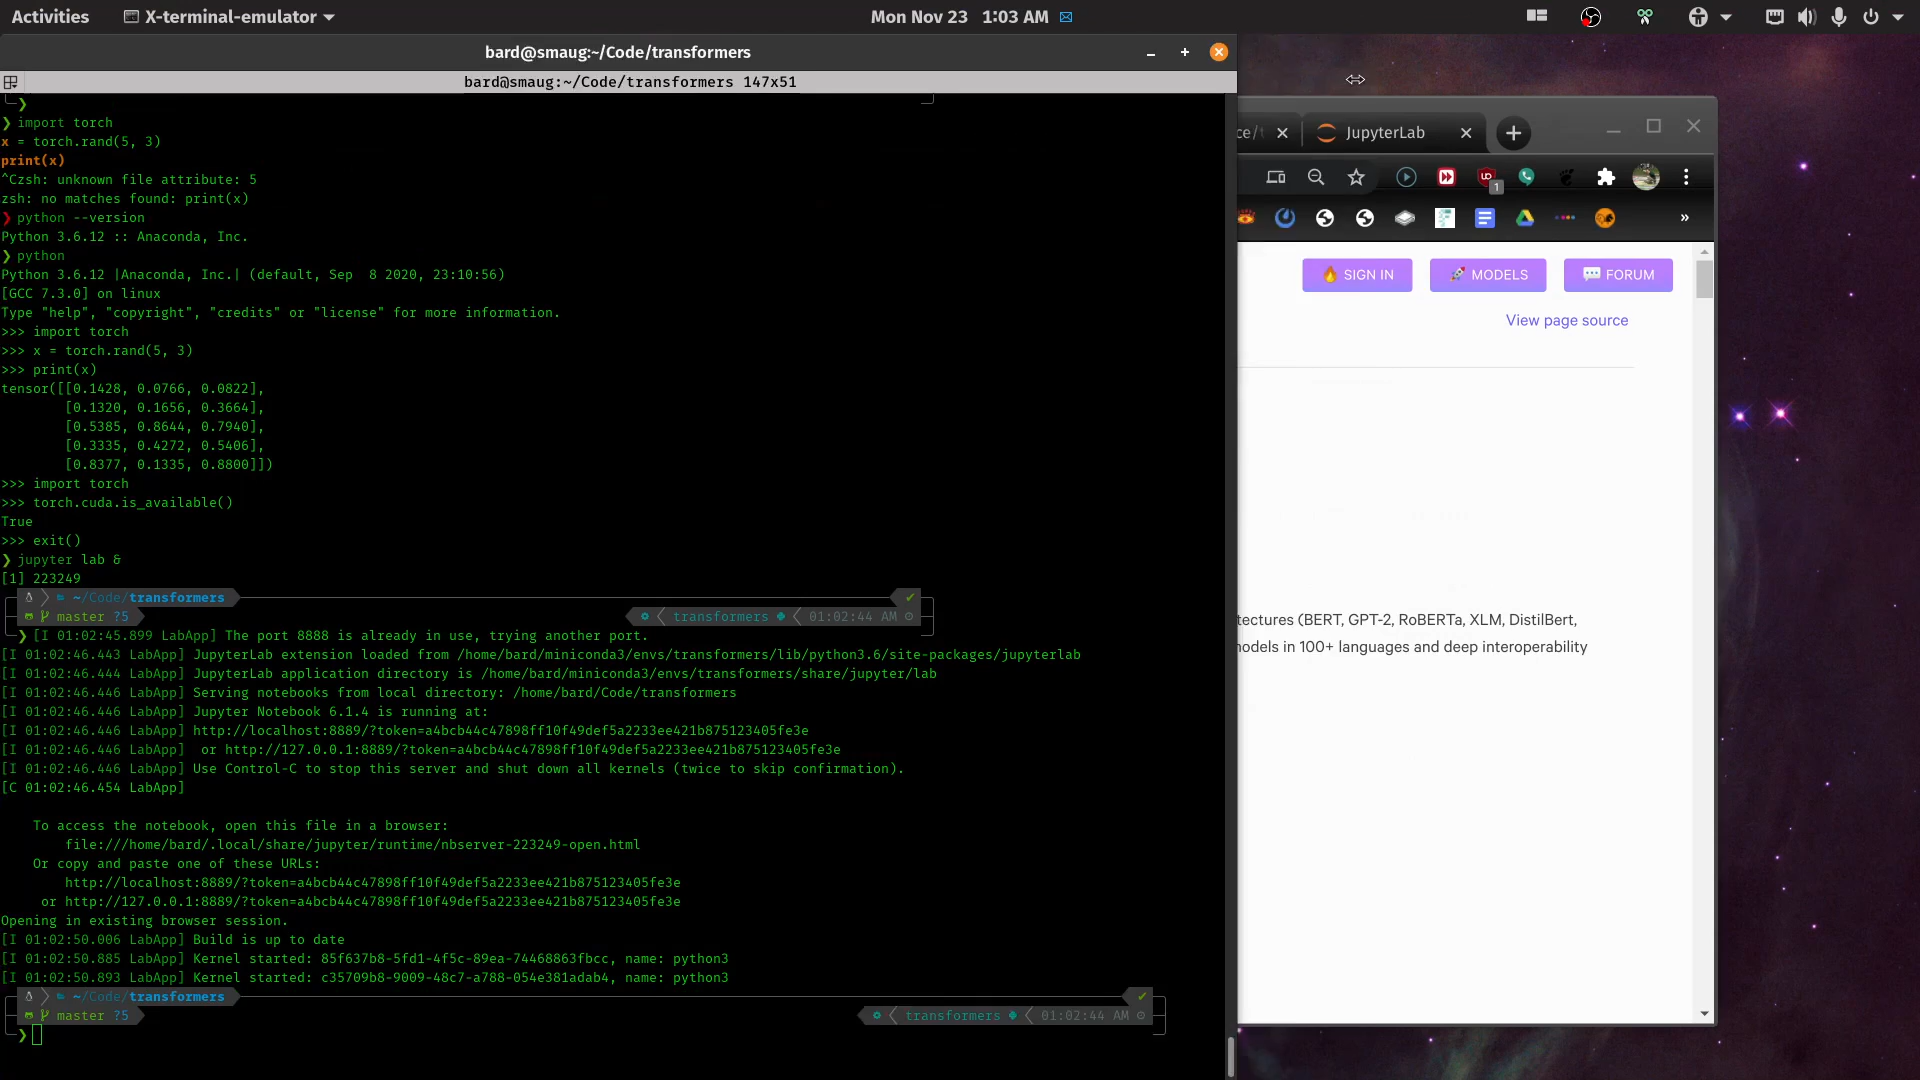 Activities
X-terminal-emulator
Mon Nov 23 1:03 AM
bard@smaug:~/Code/transformers
bard@smaug:~/Code/transformers 147x51
❯
❯ import torch
x = torch.rand(5, 3)
print(x)
^Czsh: unknown file attribute: 5
zsh: no matches found: print(x)
❯ python --version
Python 3.6.12 :: Anaconda, Inc.
❯ python
Python 3.6.12 |Anaconda, Inc.| (default, Sep  8 2020, 23:10:56)
[GCC 7.3.0] on linux
Type "help", "copyright", "credits" or "license" for more information.
>>> import torch
>>> x = torch.rand(5, 3)
>>> print(x)
tensor([[0.1428, 0.0766, 0.0822],
        [0.1320, 0.1656, 0.3664],
        [0.5385, 0.8644, 0.7940],
        [0.3335, 0.4272, 0.5406],
        [0.8377, 0.1335, 0.8800]])
>>> import torch
>>> torch.cuda.is_available()
True
>>> exit()
❯ jupyter lab &
[1] 223249
~/Code/transformers ✔
master ?5 transformers 01:02:44 AM
❯ [I 01:02:45.899 LabApp] The port 8888 is already in use, trying another port.
[I 01:02:46.443 LabApp] JupyterLab extension loaded from /home/bard/miniconda3/envs/transformers/lib/python3.6/site-packages/jupyterlab
[I 01:02:46.444 LabApp] JupyterLab application directory is /home/bard/miniconda3/envs/transformers/share/jupyter/lab
[I 01:02:46.446 LabApp] Serving notebooks from local directory: /home/bard/Code/transformers
[I 01:02:46.446 LabApp] Jupyter Notebook 6.1.4 is running at:
[I 01:02:46.446 LabApp] http://localhost:8889/?token=a4bcb44c47898ff10f49def5a2233ee421b875123405fe3e
[I 01:02:46.446 LabApp]  or http://127.0.0.1:8889/?token=a4bcb44c47898ff10f49def5a2233ee421b875123405fe3e
[I 01:02:46.446 LabApp] Use Control-C to stop this server and shut down all kernels (twice to skip confirmation).
[C 01:02:46.454 LabApp]
To access the notebook, open this file in a browser:
file:///home/bard/.local/share/jupyter/runtime/nbserver-223249-open.html
Or copy and paste one of these URLs:
http://localhost:8889/?token=a4bcb44c47898ff10f49def5a2233ee421b875123405fe3e
or http://127.0.0.1:8889/?token=a4bcb44c47898ff10f49def5a2233ee421b875123405fe3e
Opening in existing browser session.
[I 01:02:50.006 LabApp] Build is up to date
[I 01:02:50.885 LabApp] Kernel started: 85f637b8-5fd1-4f5c-89ea-74468863fbcc, name: python3
[I 01:02:50.893 LabApp] Kernel started: c35709b8-9009-48c7-a788-054e381adab4, name: python3
~/Code/transformers ✔
master ?5 transformers 01:02:44 AM
❯
ce/t
JupyterLab
1
»
🔥 SIGN IN
🚀 MODELS
💬 FORUM
View page source
tectures (BERT, GPT-2, RoBERTa, XLM, DistilBert,
models in 100+ languages and deep interoperability